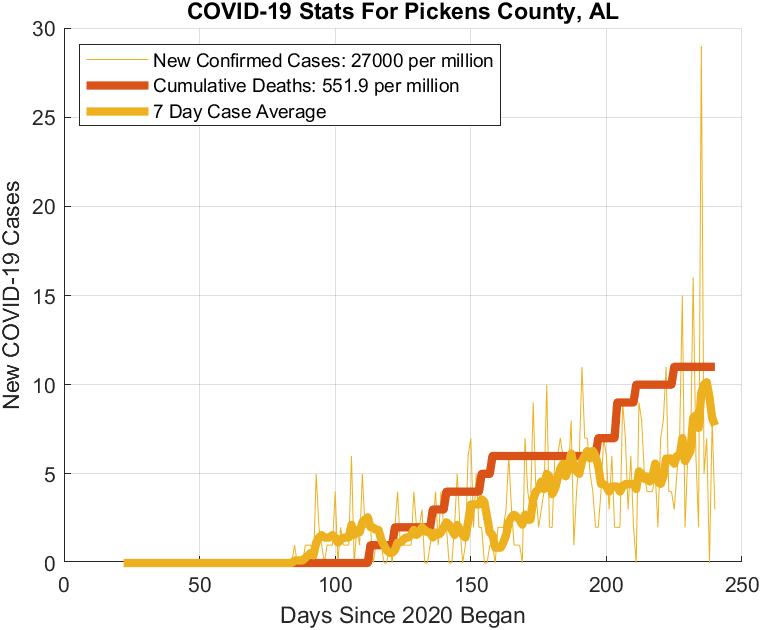 COVID-19 Stats For Pickens County, AL
30
25
20
15
10
5
0
New COVID-19 Cases
New Confirmed Cases: 27000 per million
Cumulative Deaths: 551.9 per million
7 Day Case Average
0 50 100 150 200 250
Days Since 2020 Began